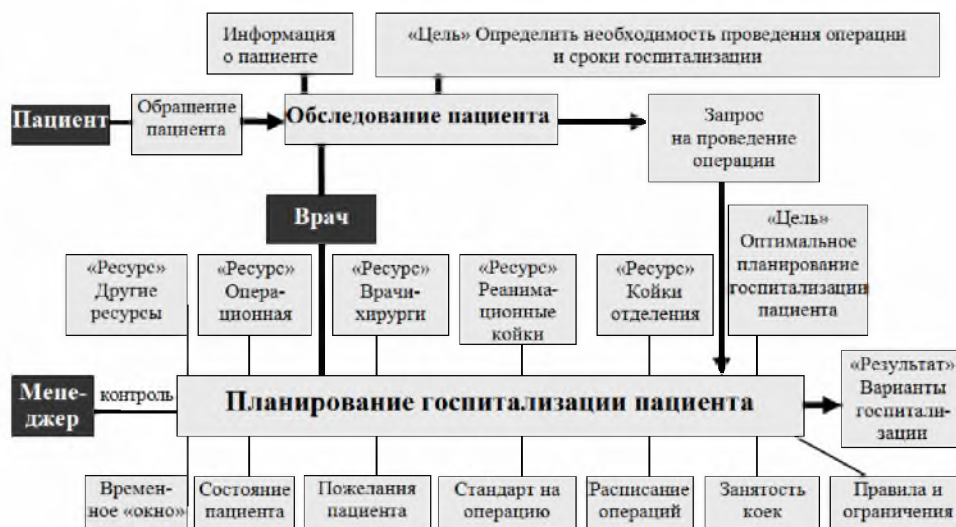 Информация
о пациенте
«Цель» Определить необходимость проведения операции
и сроки госпитализации
Пациент
Обращение
пациента
Обследование пациента
Запрос
на проведение
операции
Врач
«Цель»
Оптимальное
планирование
госпитализации
пациента
«Ресурс»
Другие
ресурсы
«Ресурс»
Опера-
ционная
«Ресурс»
Врачи-
хирурги
«Ресурс»
Реанима-
ционные
койки
«Ресурс»
Койки
отделения
Мене-
джер
контроль
Планирование госпитализации пациента
«Результат»
Варианты
госпитали-
зации
Времен-
ное «окно»
Состояние
пациента
Пожелания
пациента
Стандарт на
операцию
Расписание
операций
Занятость
коек
Правила и
ограничения